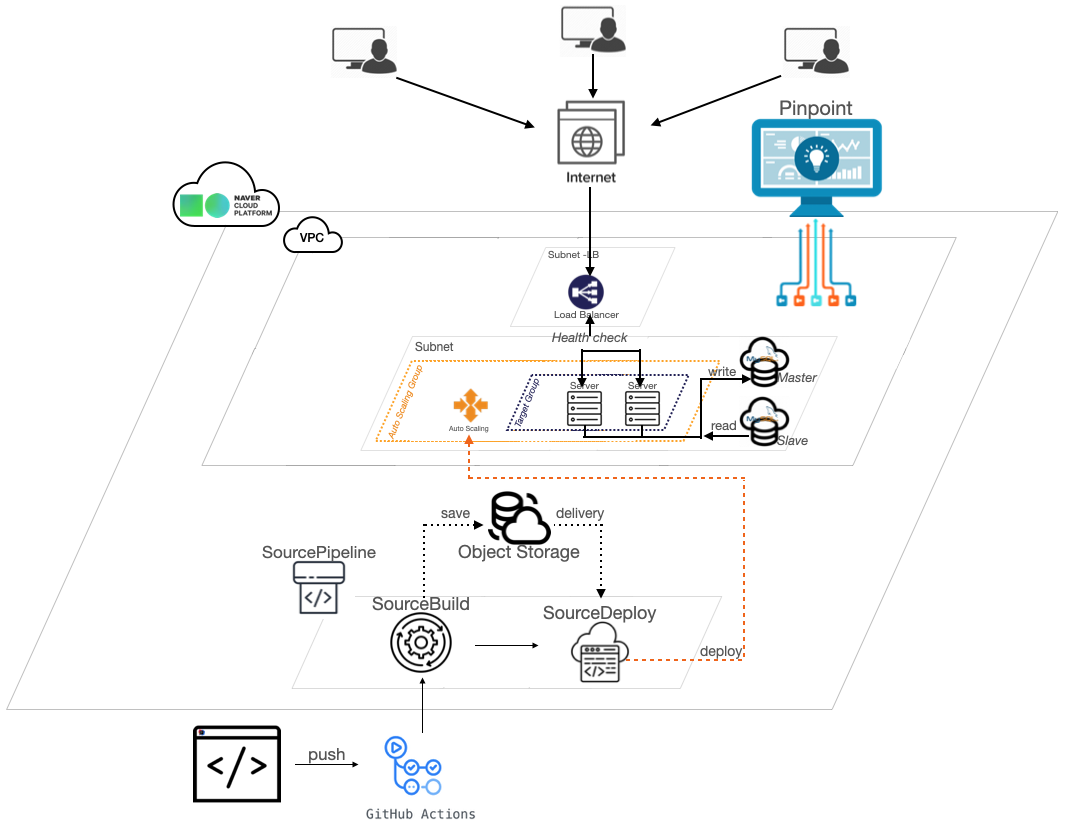 Pinpoint
Internet
NAVER
CLOUD
PLATFORM
VPC
Subnet -LB
Load Balancer
Health check
Subnet
Auto Scaling Group
Auto Scaling
Target Group
Server
Server
write
Master
read
Slave
save
delivery
Object Storage
SourcePipeline
</>
SourceBuild
SourceDeploy
</>
deploy
</>
push
GitHub Actions